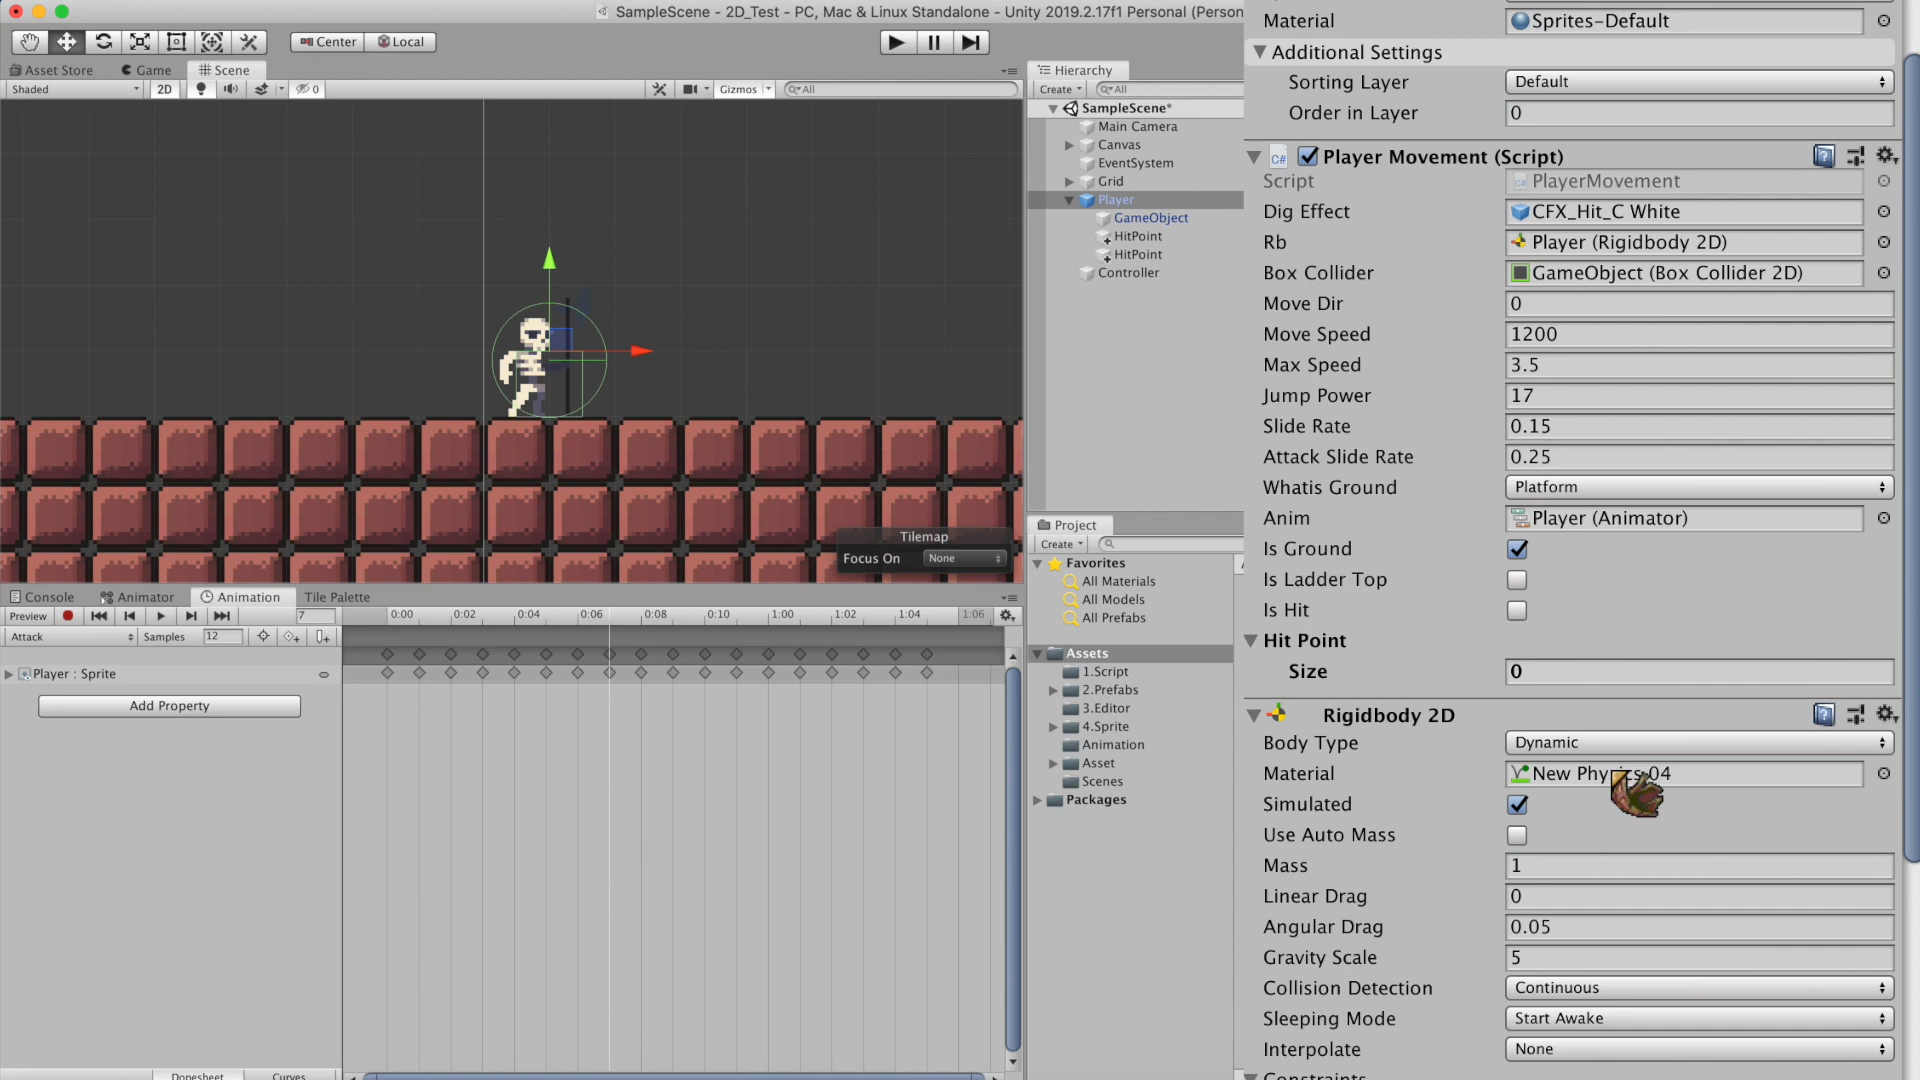 SampleScene - 2D_Test - PC, Mac & Linux Standalone - Unity 2019.2.17f1 Personal (Person
Center
Local
Asset Store
Game
Scene
Shaded
2D
0
Gizmos
All
Hierarchy
Create
All
SampleScene*
Main Camera
Canvas
EventSystem
Grid
Player
GameObject
HitPoint
HitPoint
Controller
Tilemap
Focus On
None
Project
Create
Favorites
All Materials
All Models
All Prefabs
Assets
1.Script
2.Prefabs
3.Editor
4.Sprite
Animation
Asset
Scenes
Packages
Console
Animator
Animation
Tile Palette
Preview
7
0:00
0:02
0:04
0:06
0:08
0:10
1:00
1:02
1:04
1:06
Attack
Samples
12
Player : Sprite
Add Property
Dopesheet
Curves
Material
Sprites-Default
Additional Settings
Sorting Layer
Default
Order in Layer
0
C#
Player Movement (Script)
Script
PlayerMovement
Dig Effect
CFX_Hit_C White
Rb
Player (Rigidbody 2D)
Box Collider
GameObject (Box Collider 2D)
Move Dir
0
Move Speed
1200
Max Speed
3.5
Jump Power
17
Slide Rate
0.15
Attack Slide Rate
0.25
Whatis Ground
Platform
Anim
Player (Animator)
Is Ground
Is Ladder Top
Is Hit
Hit Point
Size
0
Rigidbody 2D
Body Type
Dynamic
Material
New Physics 04
Simulated
Use Auto Mass
Mass
1
Linear Drag
0
Angular Drag
0.05
Gravity Scale
5
Collision Detection
Continuous
Sleeping Mode
Start Awake
Interpolate
None
Constraints